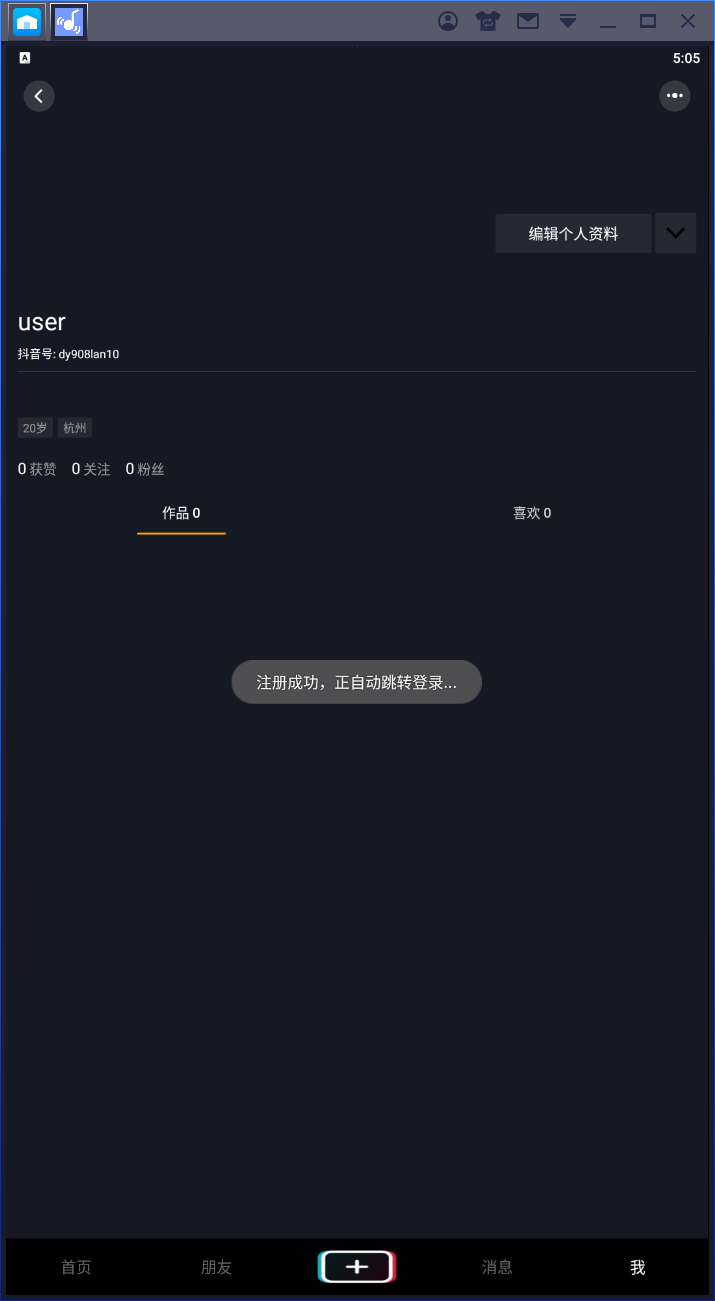 A
5:05
编辑个人资料
user
抖音号: dy908lan10
20岁 杭州
0 获赞 0 关注 0 粉丝
作品 0 喜欢 0
注册成功，正自动跳转登录...
首页 朋友 消息 我